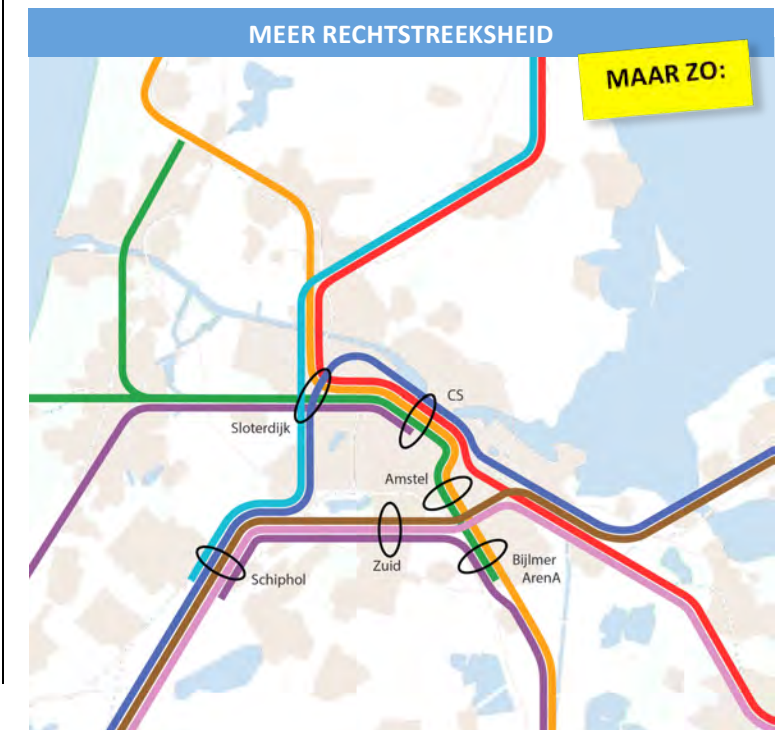 MEER RECHTSTREEKSHEID
MAAR ZO:
CS
Sloterdijk
Amstel
Zuid
Bijlmer
ArenA
Schiphol